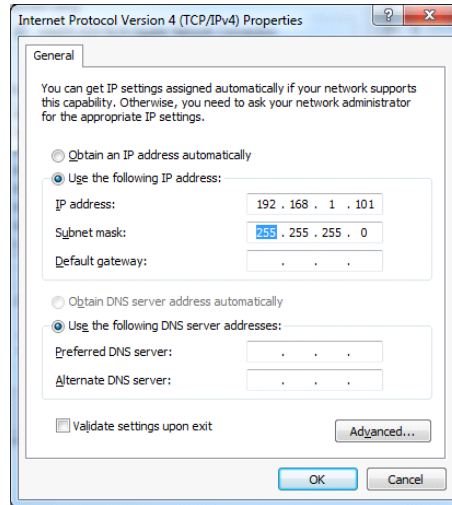 Internet Protocol Version 4 (TCP/IPv4) Properties
?
General
You can get IP settings assigned automatically if your network supports
this capability. Otherwise, you need to ask your network administrator
for the appropriate IP settings.
Obtain an IP address automatically
Use the following IP address:
IP address: 192 . 168 . 1 . 101
Subnet mask: 255 . 255 . 255 . 0
Default gateway: . . .
Obtain DNS server address automatically
Use the following DNS server addresses:
Preferred DNS server: . . .
Alternate DNS server: . . .
Validate settings upon exit
Advanced...
OK Cancel